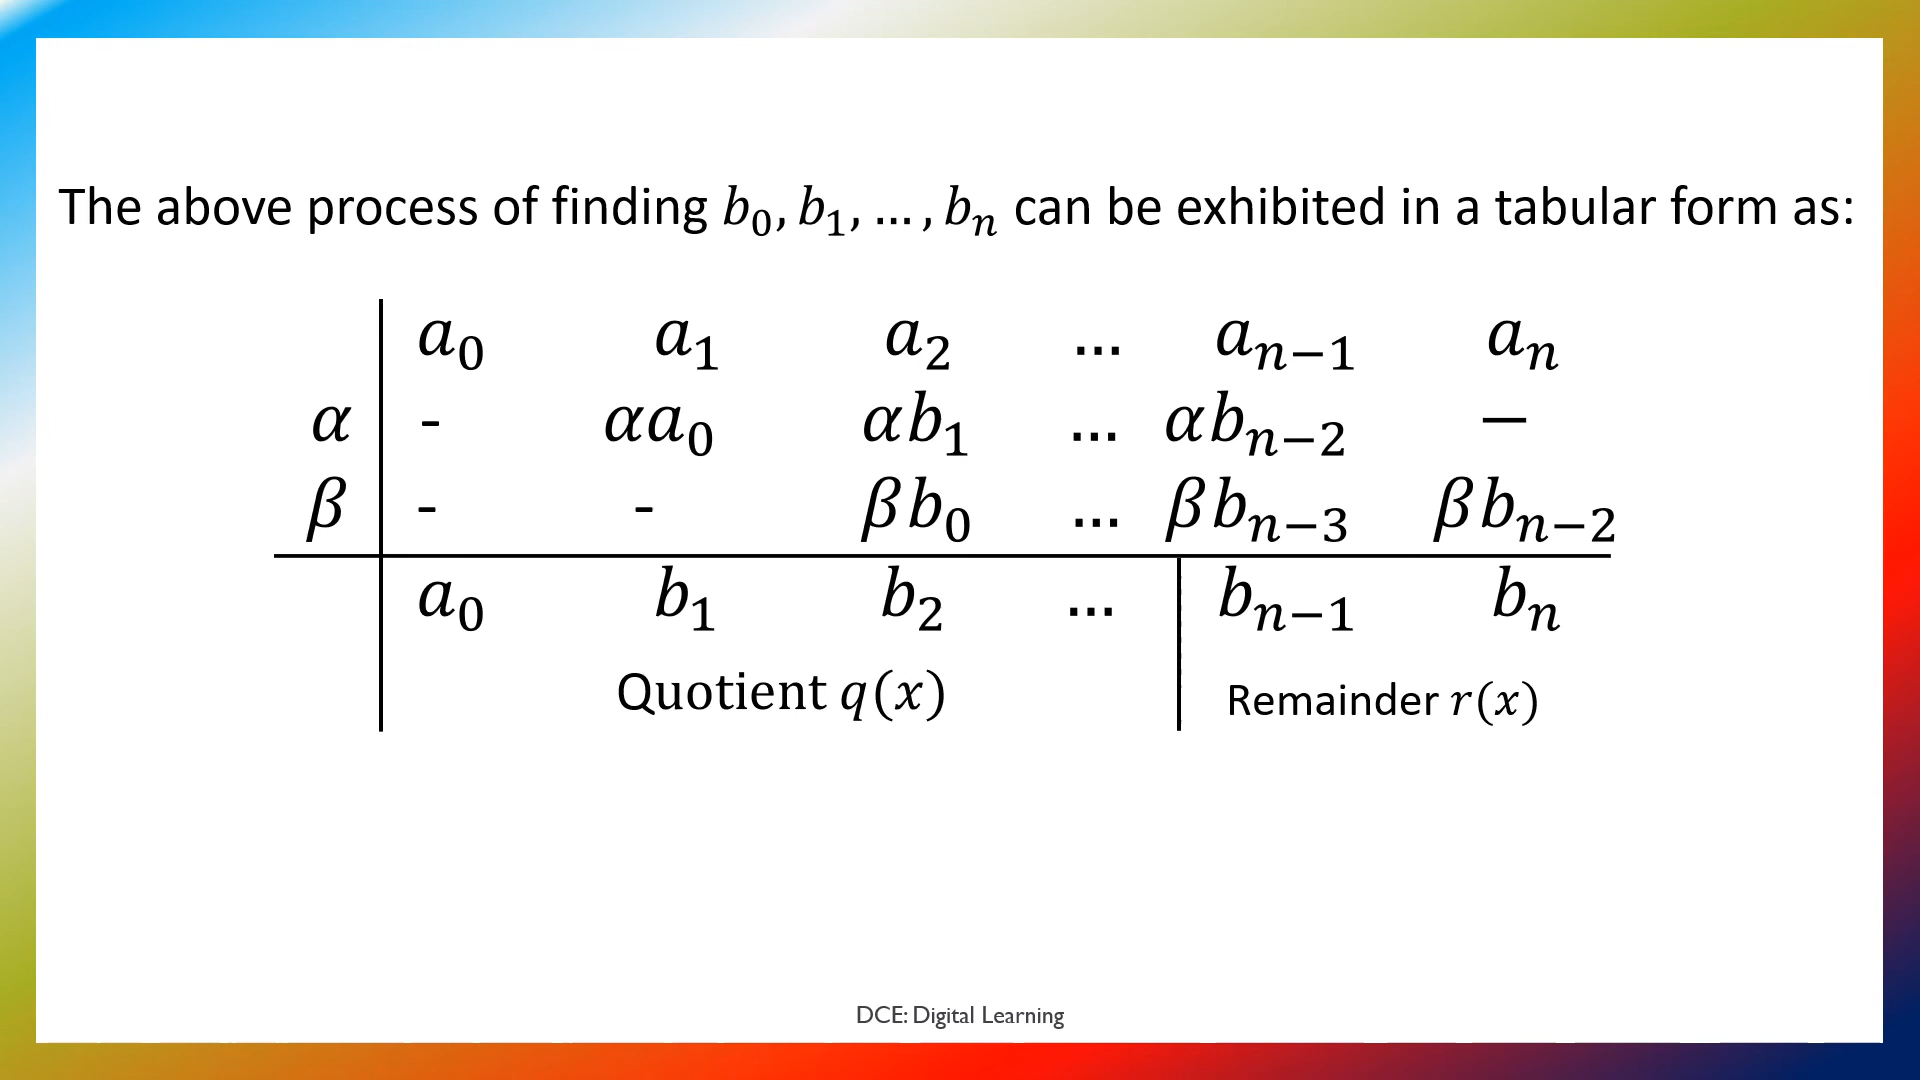 The above process of finding b₀, b₁, … , bₙ can be exhibited in a tabular form as:
a₀ a₁ a₂ … aₙ₋₁ aₙ
α - αa₀ αb₁ … αbₙ₋₂ −
β - - βb₀ … βbₙ₋₃ βbₙ₋₂
a₀ b₁ b₂ … bₙ₋₁ bₙ
Quotient q(x) Remainder r(x)
DCE: Digital Learning